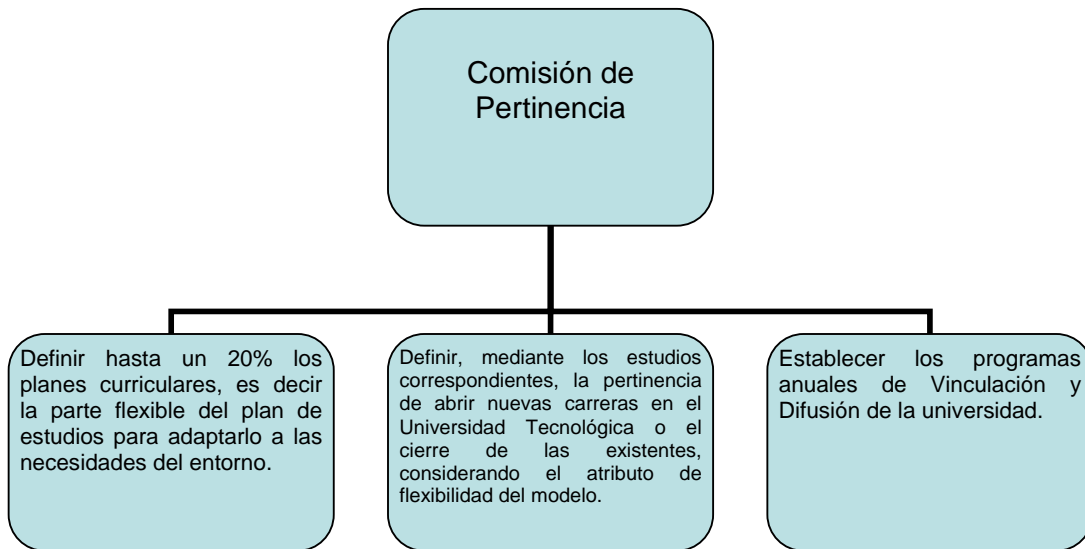 Comisión de
Pertinencia
Definir hasta un 20% los
planes curriculares, es decir
la parte flexible del plan de
estudios para adaptarlo a las
necesidades del entorno.
Definir, mediante los estudios
correspondientes, la pertinencia
de abrir nuevas carreras en el
Universidad Tecnológica o el
cierre de las existentes,
considerando el atributo de
flexibilidad del modelo.
Establecer los programas
anuales de Vinculación y
Difusión de la universidad.